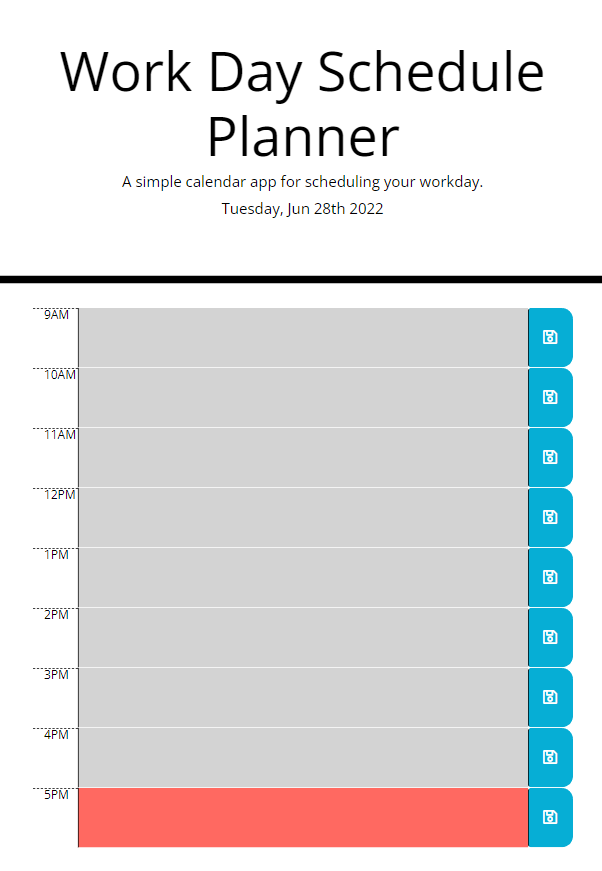 Work Day Schedule
Planner
A simple calendar app for scheduling your workday.
Tuesday, Jun 28th 2022
9AM
10AM
11AM
12PM
1PM
2PM
3PM
4PM
5PM